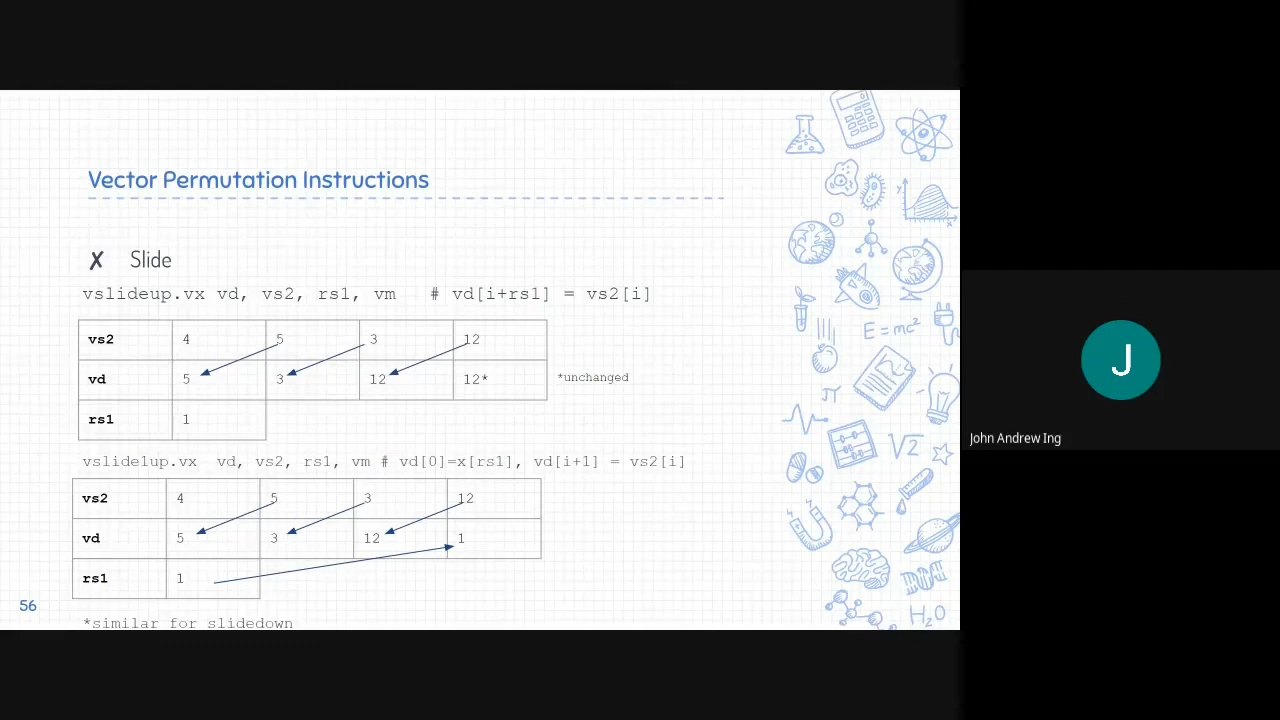 Vector Permutation Instructions
✗ Slide
vslideup.vx vd, vs2, rs1, vm # vd[i+rs1] = vs2[i]
vs2 4 5 3 12
vd 5 3 12 12* *unchanged
rs1 1
vslide1up.vx vd, vs2, rs1, vm # vd[0]=x[rs1], vd[i+1] = vs2[i]
vs2 4 5 3 12
vd 5 3 12 1
rs1 1
*similar for slidedown
56
E=mc²
π
√2
H₂O
y
x
J
John Andrew Ing